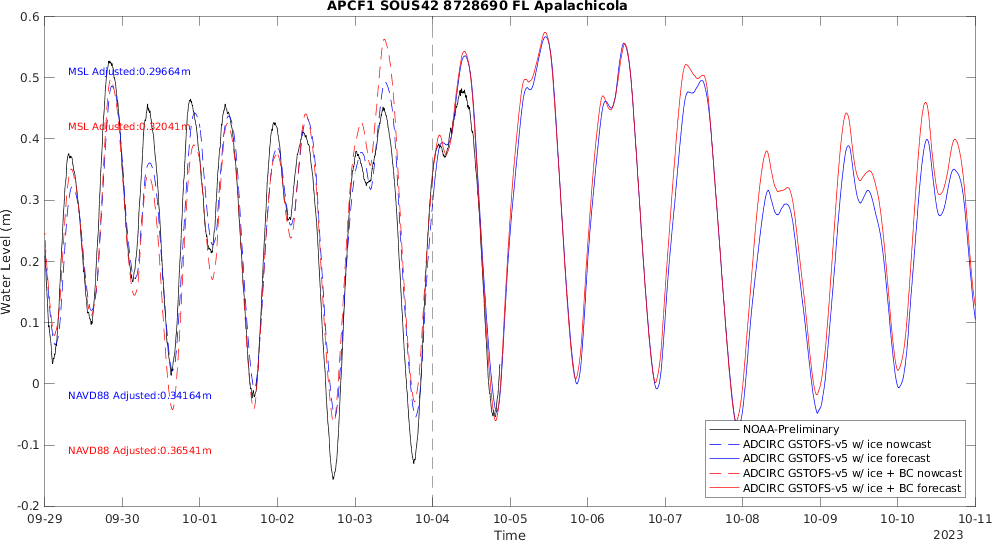 APCF1 SOUS42 8728690 FL Apalachicola
0.6
0.5
0.4
0.3
0.2
0.1
0
-0.1
-0.2
Water Level (m)
MSL Adjusted:0.29664m
MSL Adjusted:0.32041m
NAVD88 Adjusted:0.34164m
NAVD88 Adjusted:0.36541m
NOAA-Preliminary
ADCIRC GSTOFS-v5 w/ ice nowcast
ADCIRC GSTOFS-v5 w/ ice forecast
ADCIRC GSTOFS-v5 w/ ice + BC nowcast
ADCIRC GSTOFS-v5 w/ ice + BC forecast
09-29 09-30 10-01 10-02 10-03 10-04 10-05 10-06 10-07 10-08 10-09 10-10 10-11
Time
2023